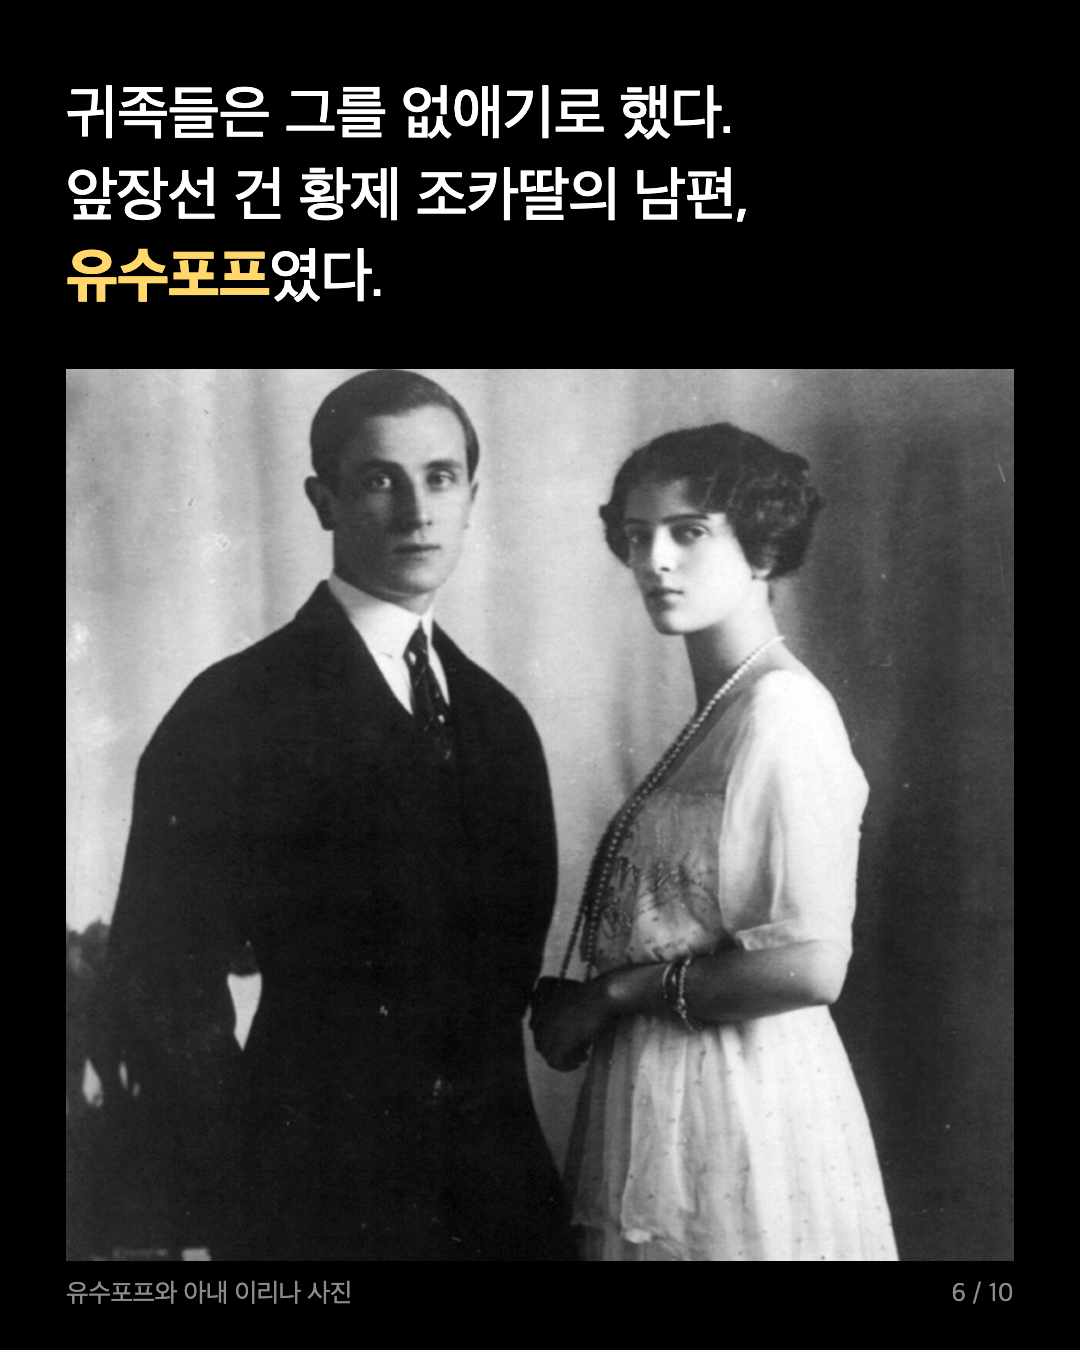 귀족들은 그를 없애기로 했다.
앞장선 건 황제 조카딸의 남편,
유수포프였다.
유수포프와 아내 이리나 사진
6 / 10